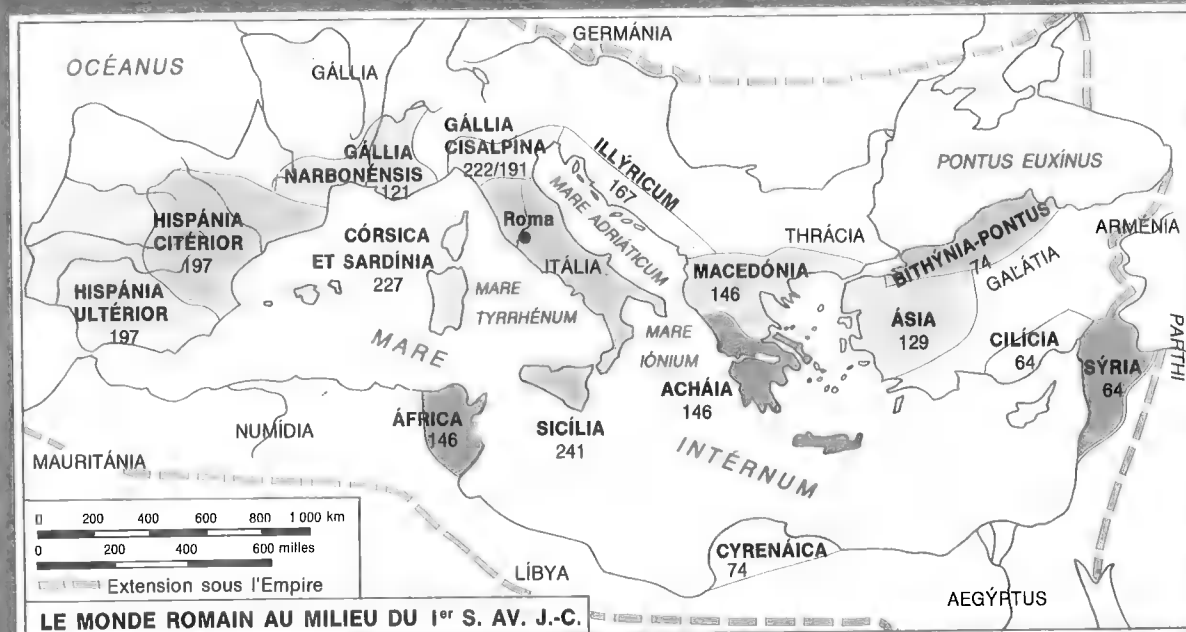 GERMÁNIA
OCÉANUS
GÁLLIA
GÁLLIA
CISALPÍNA
222/191
GÁLLIA
NARBONÉNSIS
121
ILLÝRICUM
167
PONTUS EUXÍNUS
HISPÁNIA
CITÉRIOR
197
CÓRSICA
ET SARDÍNIA
227
Roma
ITÁLIA
MARE ADRIÁTICUM
THRÁCIA
BITHÝNIA-PONTUS
74
ARMÉNIA
GALÁTIA
HISPÁNIA
ULTÉRIOR
197
MARE
TYRRHÉNUM
MACEDÓNIA
146
ÁSIA
129
CILÍCIA
64
SÝRIA
64
PARTHI
MARE
INTÉRNUM
MARE
IÓNIUM
ACHÁIA
146
ÁFRICA
146
SICÍLIA
241
NUMÍDIA
MAURITÁNIA
0 200 400 600 800 1 000 km
0 200 400 600 milles
Extension sous l'Empire
LÍBYA
CYRENÁICA
74
AEGÝPTUS
LE MONDE ROMAIN AU MILIEU DU Ier S. AV. J.-C.